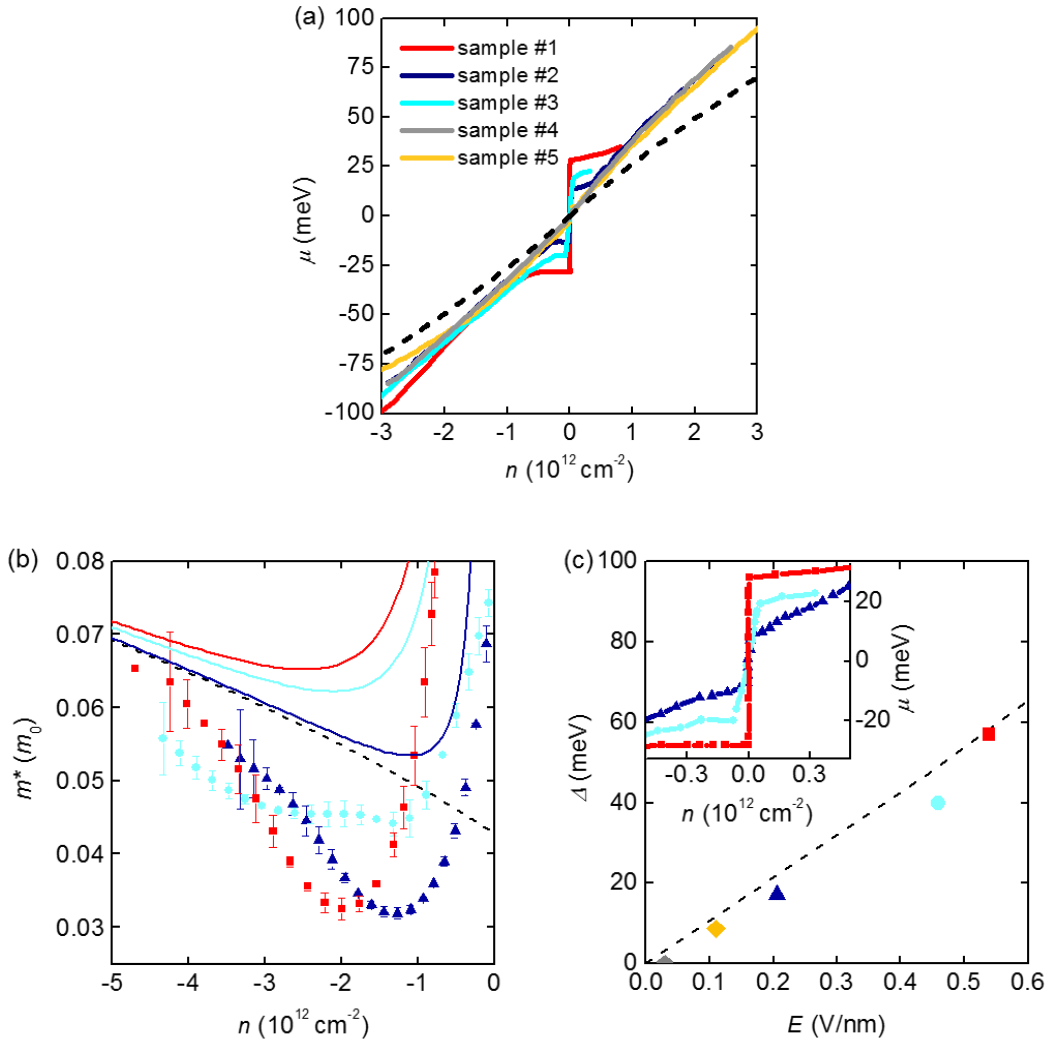 (a)
100
75
50
25
0
-25
-50
-75
-100
μ (meV)
sample #1
sample #2
sample #3
sample #4
sample #5
-3 -2 -1 0 1 2 3
n (10¹² cm⁻²)
(b)
0.08
0.07
0.06
0.05
0.04
0.03
m* (m₀)
-5 -4 -3 -2 -1 0
n (10¹² cm⁻²)
(c)
100
80
60
40
20
0
Δ (meV)
20
0
-20
μ (meV)
-0.3 0.0 0.3
n (10¹² cm⁻²)
0.0 0.1 0.2 0.3 0.4 0.5 0.6
E (V/nm)